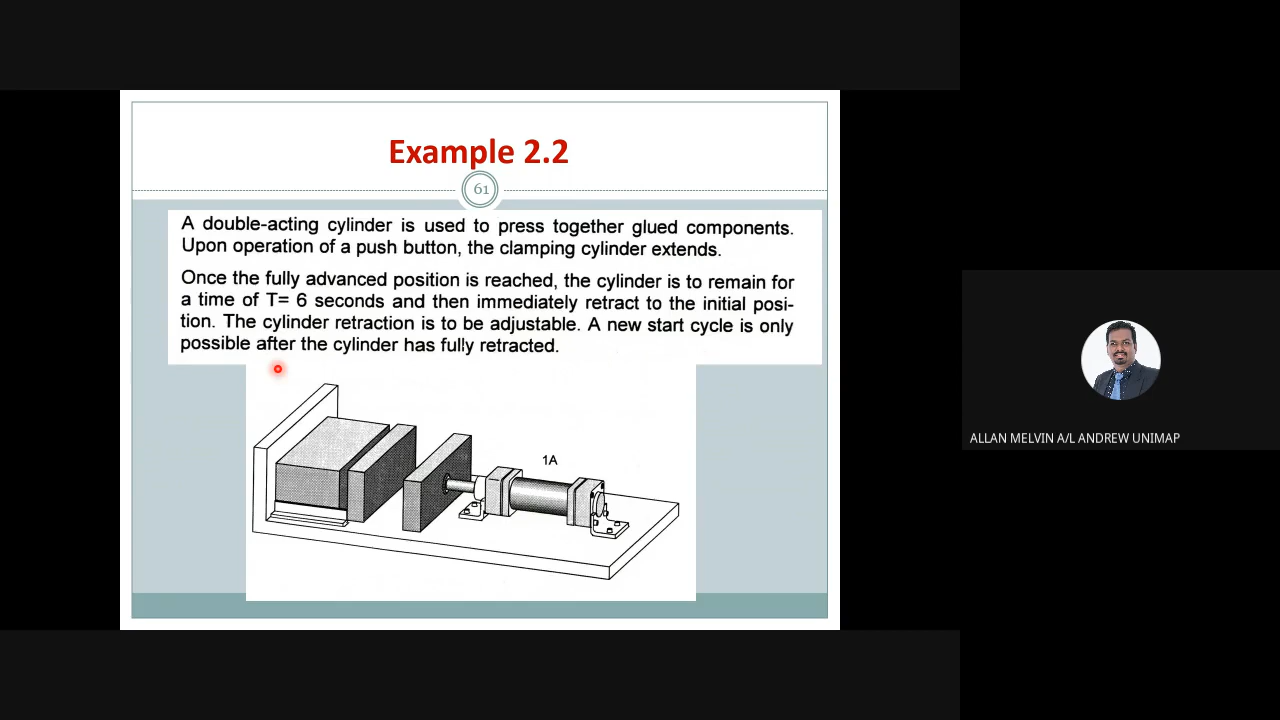 Example 2.2
61
A double-acting cylinder is used to press together glued components.
Upon operation of a push button, the clamping cylinder extends.
Once the fully advanced position is reached, the cylinder is to remain for
a time of T= 6 seconds and then immediately retract to the initial posi-
tion. The cylinder retraction is to be adjustable. A new start cycle is only
possible after the cylinder has fully retracted.
1A
ALLAN MELVIN A/L ANDREW UNIMAP